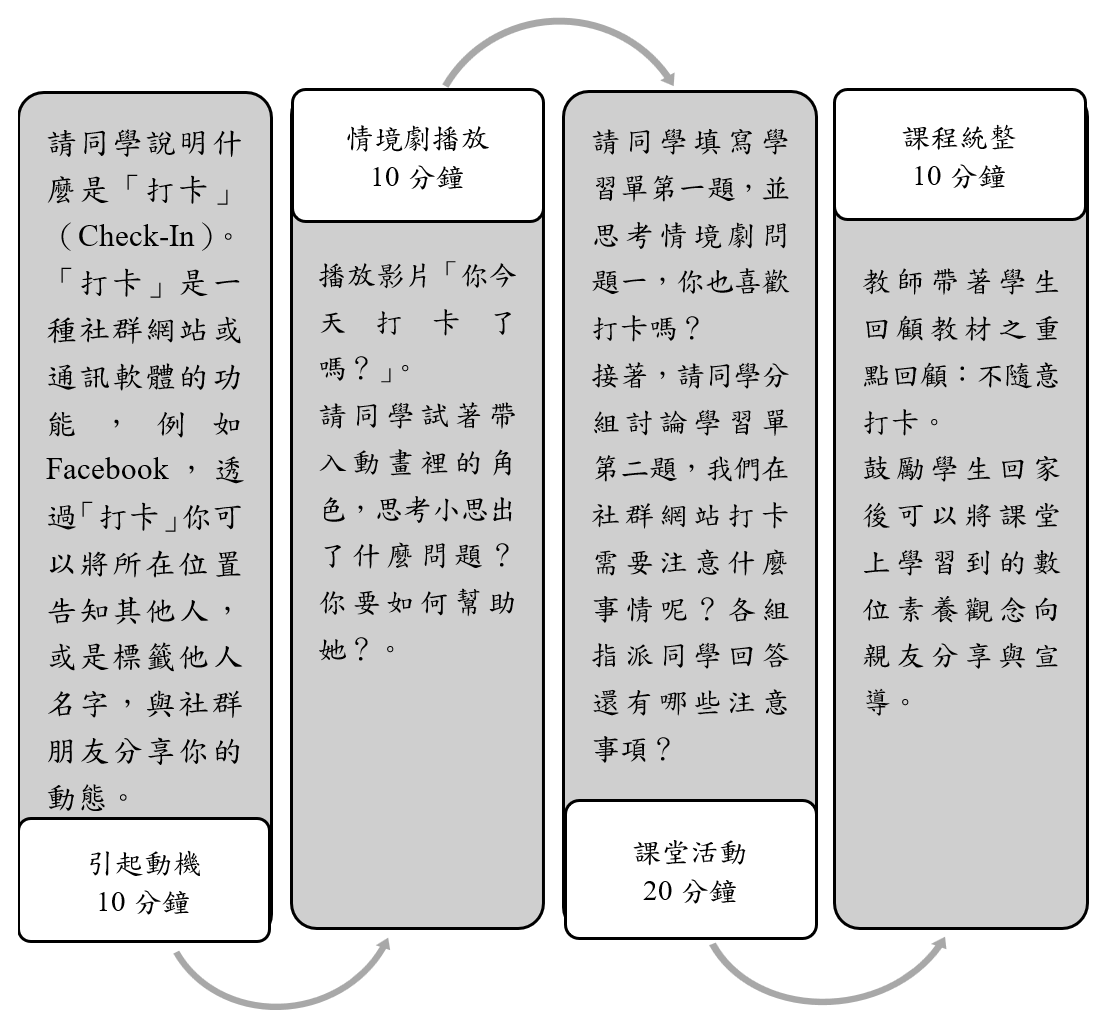 請同學說明什
麼是「打卡」
（Check-In）。
「打卡」是一
種社群網站或
通訊軟體的功
能，例如
Facebook，透
過「打卡」你可
以將所在位置
告知其他人，
或是標籤他人
名字，與社群
朋友分享你的
動態。
引起動機
10 分鐘
情境劇播放
10 分鐘
播放影片「你今
天打卡了
嗎？」。
請同學試著帶
入動畫裡的角
色，思考小思出
了什麼問題？
你要如何幫助
她？。
請同學填寫學
習單第一題，並
思考情境劇問
題一，你也喜歡
打卡嗎？
接著，請同學分
組討論學習單
第二題，我們在
社群網站打卡
需要注意什麼
事情呢？各組
指派同學回答
還有哪些注意
事項？
課堂活動
20 分鐘
課程統整
10 分鐘
教師帶著學生
回顧教材之重
點回顧：不隨意
打卡。
鼓勵學生回家
後可以將課堂
上學習到的數
位素養觀念向
親友分享與宣
導。